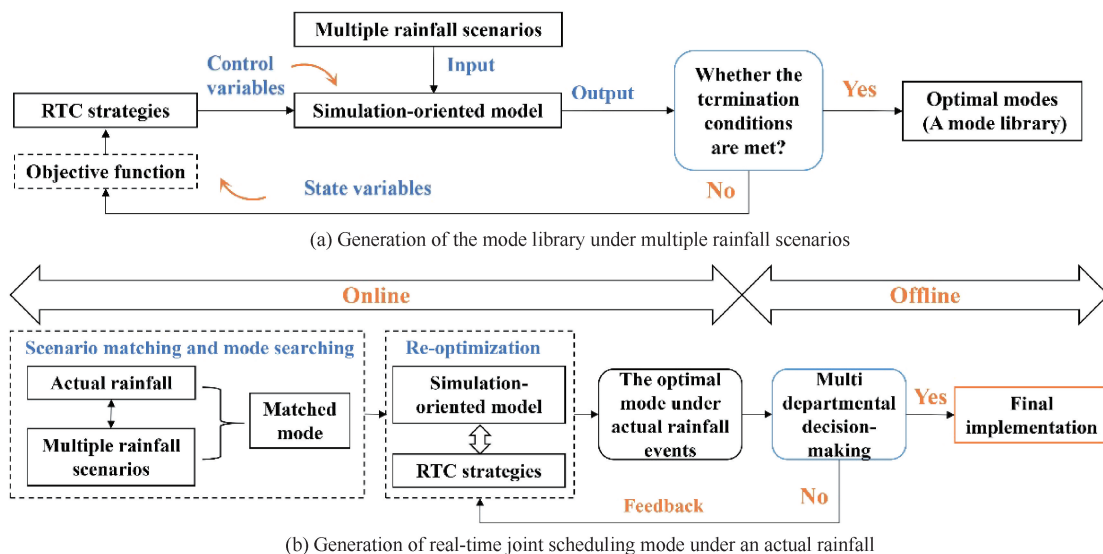 Multiple rainfall scenarios
Control
variables
Input
RTC strategies
Simulation-oriented model
Output
Whether the
termination
conditions
are met?
Yes
Optimal modes
(A mode library)
Objective function
State variables
No
(a) Generation of the mode library under multiple rainfall scenarios
Online
Offline
Scenario matching and mode searching
Actual rainfall
Multiple rainfall
scenarios
Matched
mode
Re-optimization
Simulation-
oriented model
RTC strategies
The optimal
mode under
actual rainfall
events
Multi
departmental
decision-
making
Yes
Final
implementation
Feedback
No
(b) Generation of real-time joint scheduling mode under an actual rainfall